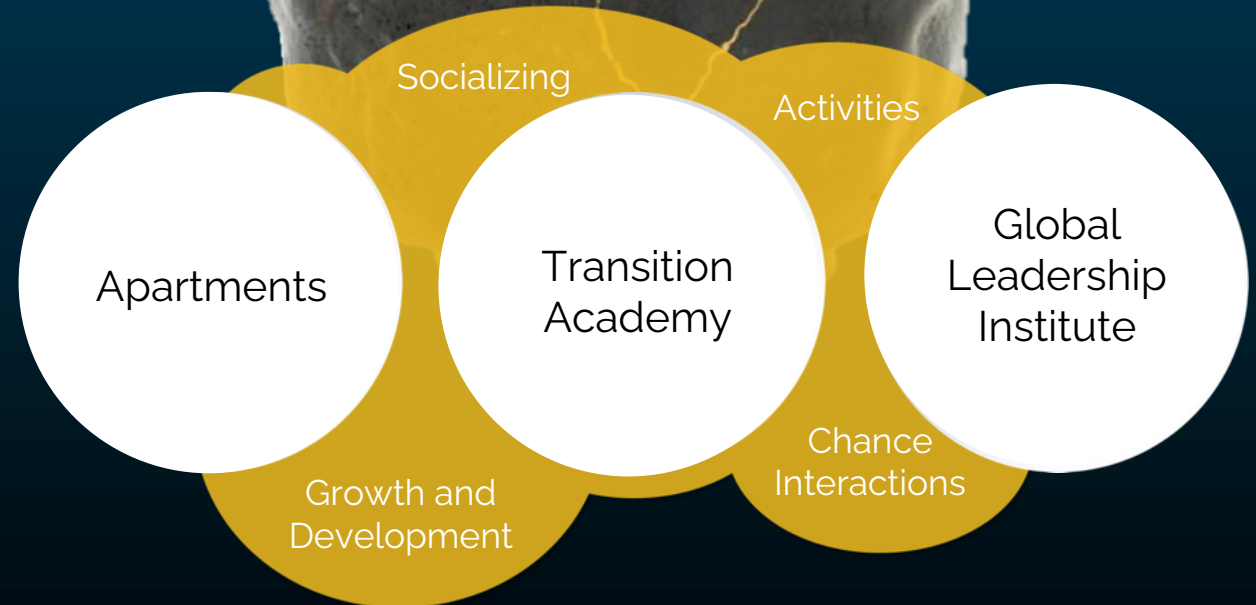 Socializing
Activities
Apartments
Transition
Academy
Global
Leadership
Institute
Growth and
Development
Chance
Interactions